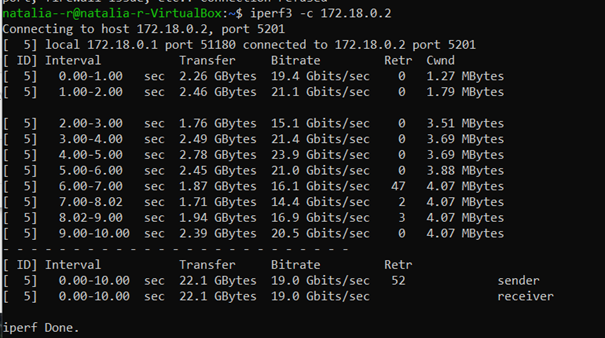 port, firewall issue, etc.: Connection refused
natalia--r@natalia-r-VirtualBox:~$ iperf3 -c 172.18.0.2
Connecting to host 172.18.0.2, port 5201
[  5] local 172.18.0.1 port 51180 connected to 172.18.0.2 port 5201
[ ID] Interval           Transfer     Bitrate         Retr  Cwnd
[  5]   0.00-1.00   sec  2.26 GBytes  19.4 Gbits/sec    0   1.27 MBytes
[  5]   1.00-2.00   sec  2.46 GBytes  21.1 Gbits/sec    0   1.79 MBytes
[  5]   2.00-3.00   sec  1.76 GBytes  15.1 Gbits/sec    0   3.51 MBytes
[  5]   3.00-4.00   sec  2.49 GBytes  21.4 Gbits/sec    0   3.69 MBytes
[  5]   4.00-5.00   sec  2.78 GBytes  23.9 Gbits/sec    0   3.69 MBytes
[  5]   5.00-6.00   sec  2.45 GBytes  21.0 Gbits/sec    0   3.88 MBytes
[  5]   6.00-7.00   sec  1.87 GBytes  16.1 Gbits/sec   47   4.07 MBytes
[  5]   7.00-8.02   sec  1.71 GBytes  14.4 Gbits/sec    2   4.07 MBytes
[  5]   8.02-9.00   sec  1.94 GBytes  16.9 Gbits/sec    3   4.07 MBytes
[  5]   9.00-10.00  sec  2.39 GBytes  20.5 Gbits/sec    0   4.07 MBytes
- - - - - - - - - - - - - - - - - - - - - - - - -
[ ID] Interval           Transfer     Bitrate         Retr
[  5]   0.00-10.00  sec  22.1 GBytes  19.0 Gbits/sec   52             sender
[  5]   0.00-10.00  sec  22.1 GBytes  19.0 Gbits/sec                  receiver
iperf Done.